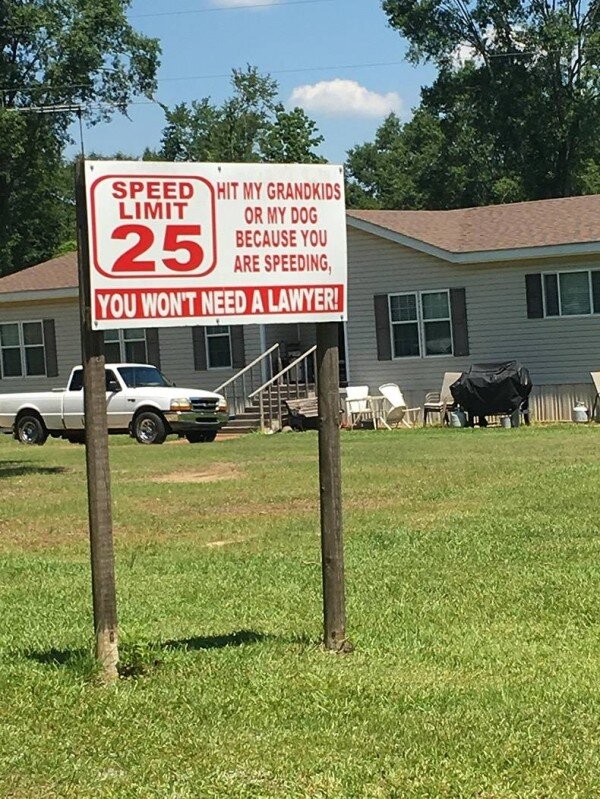 SPEED
LIMIT
25
HIT MY GRANDKIDS
OR MY DOG
BECAUSE YOU
ARE SPEEDING,
YOU WON'T NEED A LAWYER!